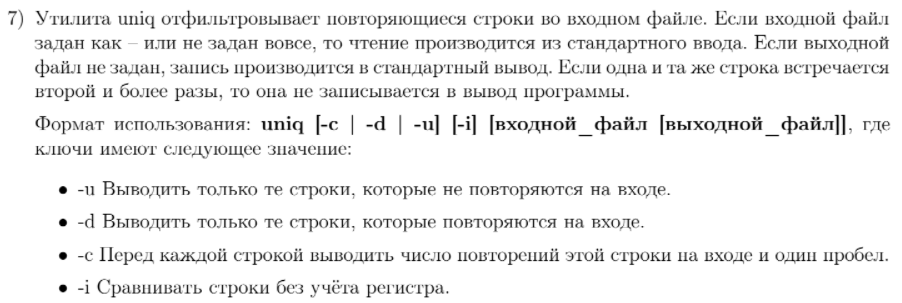 7) Утилита uniq отфильтровывает повторяющиеся строки во входном файле. Если входной файл
задан как – или не задан вовсе, то чтение производится из стандартного ввода. Если выходной
файл не задан, запись производится в стандартный вывод. Если одна и та же строка встречается
второй и более разы, то она не записывается в вывод программы.
Формат использования: uniq [-c | -d | -u] [-i] [входной_файл [выходной_файл]], где
ключи имеют следующее значение:
• -u Выводить только те строки, которые не повторяются на входе.
• -d Выводить только те строки, которые повторяются на входе.
• -c Перед каждой строкой выводить число повторений этой строки на входе и один пробел.
• -i Сравнивать строки без учёта регистра.